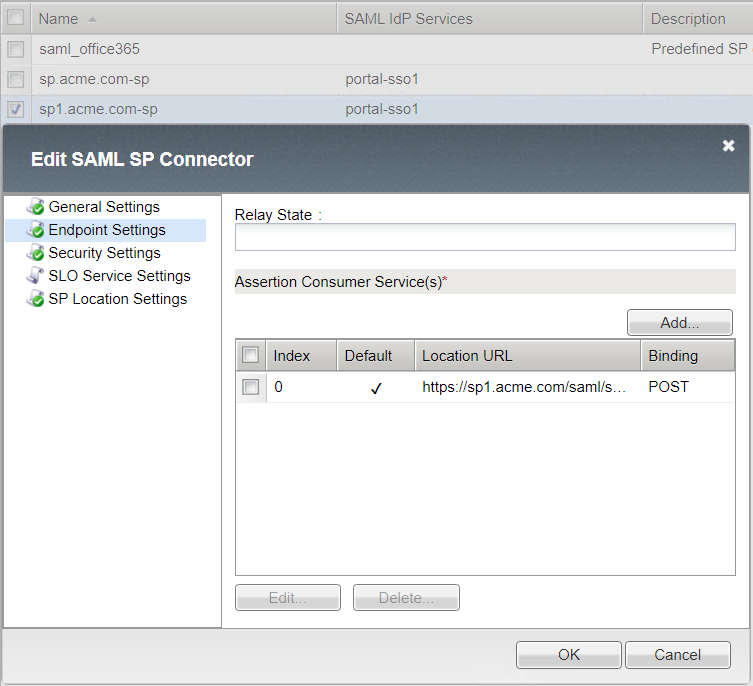 Name SAML IdP Services Description
saml_office365 Predefined SP
sp.acme.com-sp portal-sso1
sp1.acme.com-sp portal-sso1
Edit SAML SP Connector
General Settings
Endpoint Settings
Security Settings
SLO Service Settings
SP Location Settings
Relay State :
Assertion Consumer Service(s)*
Add...
Index Default Location URL Binding
0 ✓ https://sp1.acme.com/saml/s... POST
Edit... Delete...
OK Cancel